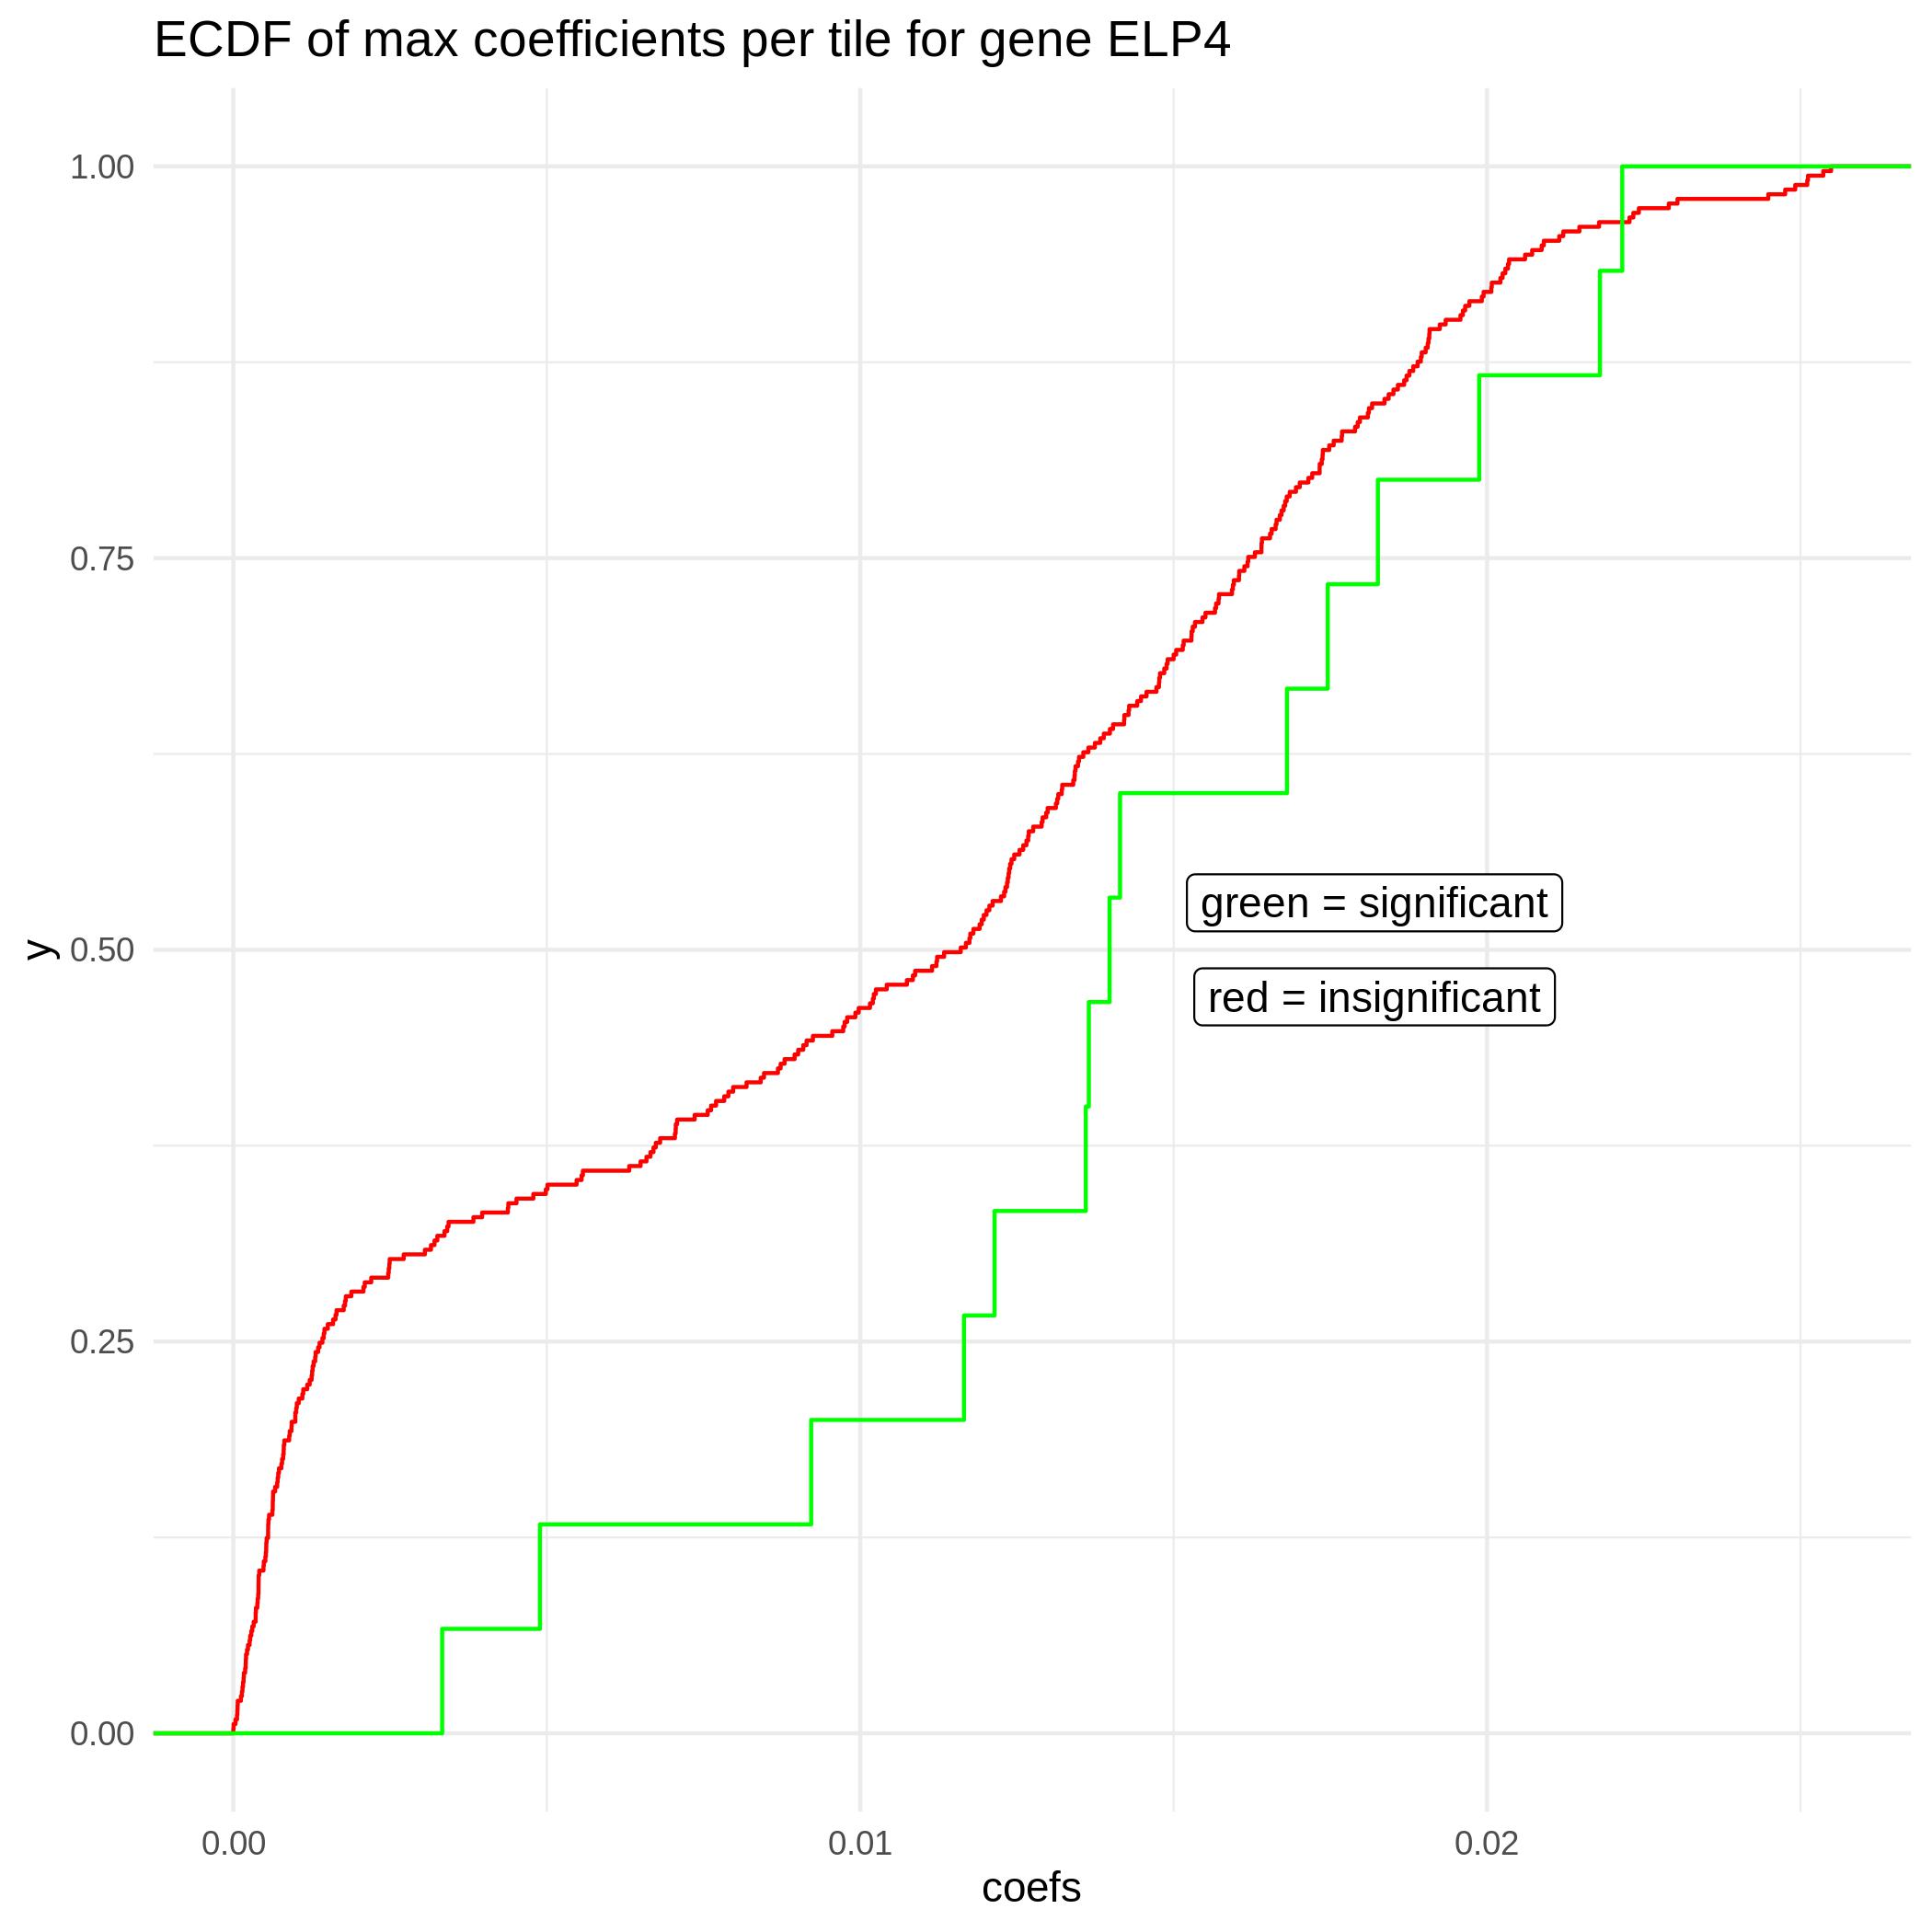 ECDF of max coefficients per tile for gene ELP4
1.00
0.75
0.50
0.25
0.00
y
green = significant
red = insignificant
0.00
0.01
0.02
coefs